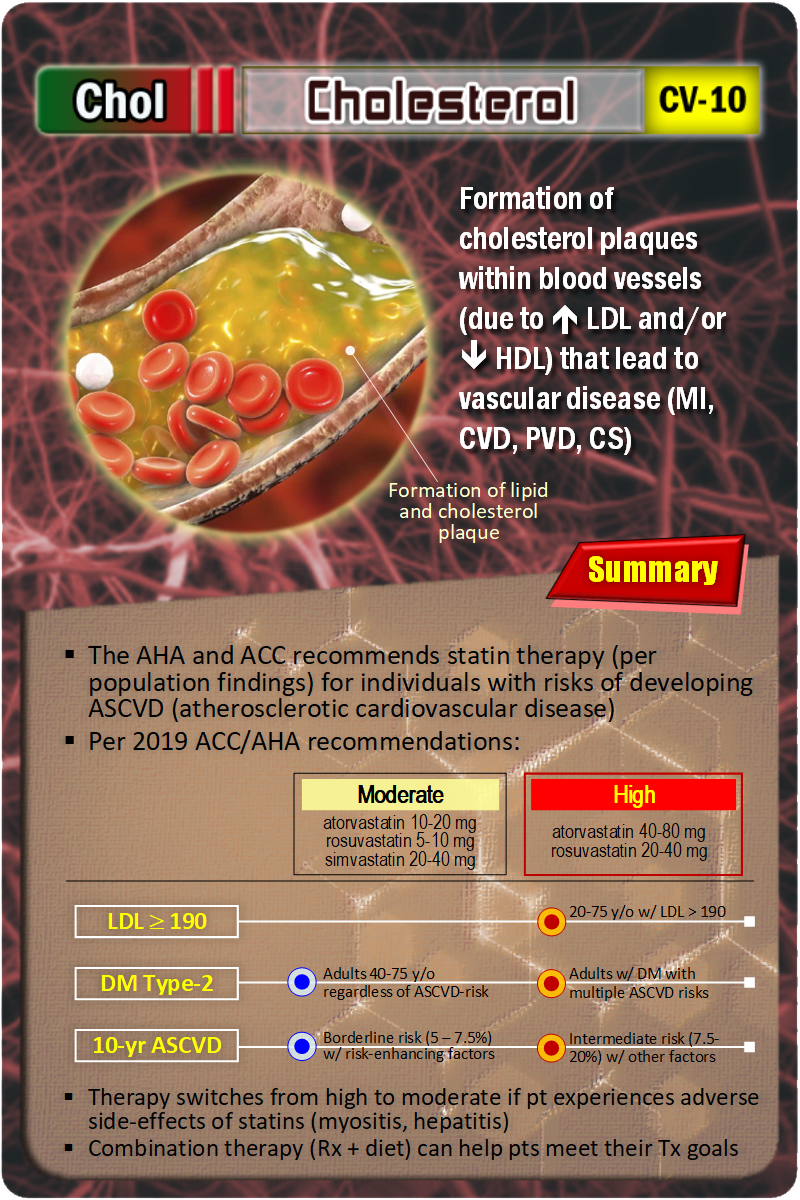 Chol
Cholesterol
CV-10
Formation of
cholesterol plaques
within blood vessels
(due to ↑ LDL and/or
↓ HDL) that lead to
vascular disease (MI,
CVD, PVD, CS)
Formation of lipid
and cholesterol
plaque
Summary
▪ The AHA and ACC recommends statin therapy (per
population findings) for individuals with risks of developing
ASCVD (atherosclerotic cardiovascular disease)
▪ Per 2019 ACC/AHA recommendations:
Moderate
atorvastatin 10-20 mg
rosuvastatin 5-10 mg
simvastatin 20-40 mg
High
atorvastatin 40-80 mg
rosuvastatin 20-40 mg
LDL ≥ 190
20-75 y/o w/ LDL > 190
DM Type-2
Adults 40-75 y/o
regardless of ASCVD-risk
Adults w/ DM with
multiple ASCVD risks
10-yr ASCVD
Borderline risk (5 – 7.5%)
w/ risk-enhancing factors
Intermediate risk (7.5-
20%) w/ other factors
▪ Therapy switches from high to moderate if pt experiences adverse
side-effects of statins (myositis, hepatitis)
▪ Combination therapy (Rx + diet) can help pts meet their Tx goals